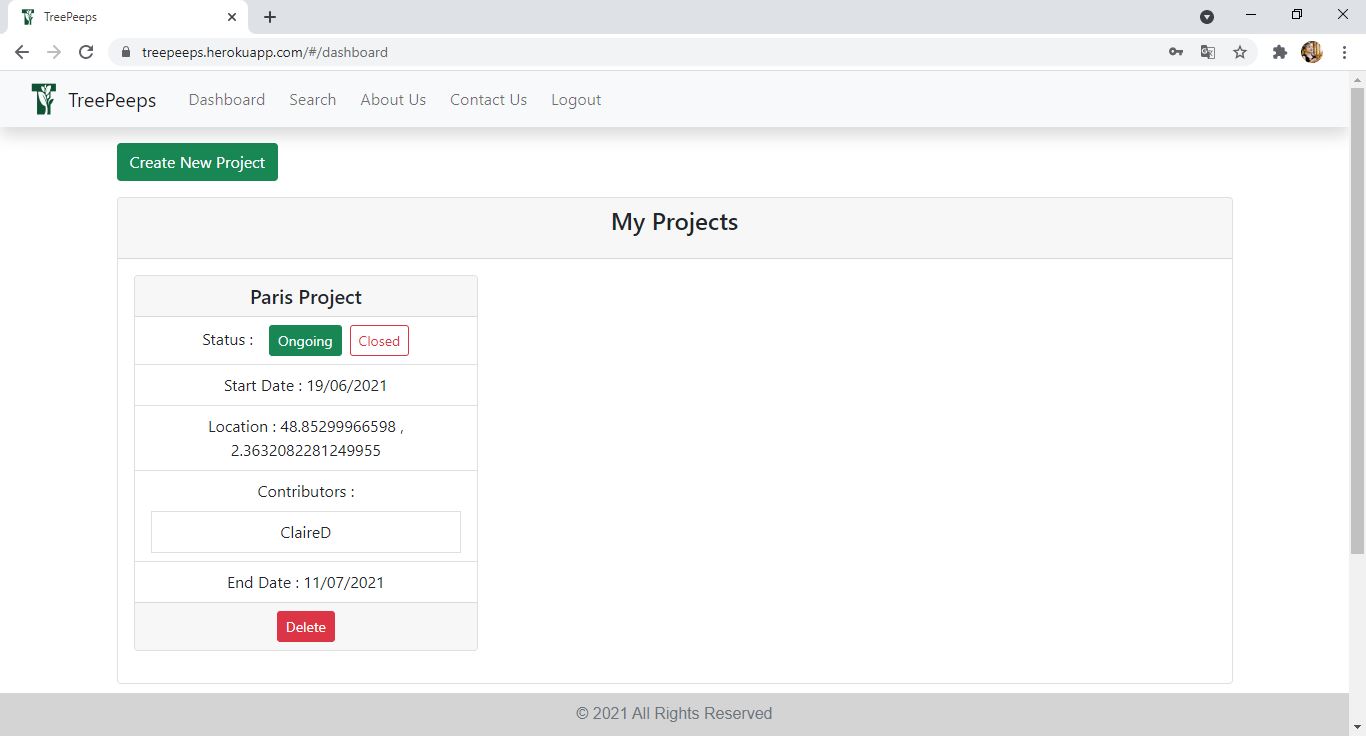 TreePeeps
treepeeps.herokuapp.com/#/dashboard
TreePeeps Dashboard Search About Us Contact Us Logout
Create New Project
My Projects
Paris Project
Status : Ongoing Closed
Start Date : 19/06/2021
Location : 48.85299966598 ,
2.3632082281249955
Contributors :
ClaireD
End Date : 11/07/2021
Delete
© 2021 All Rights Reserved